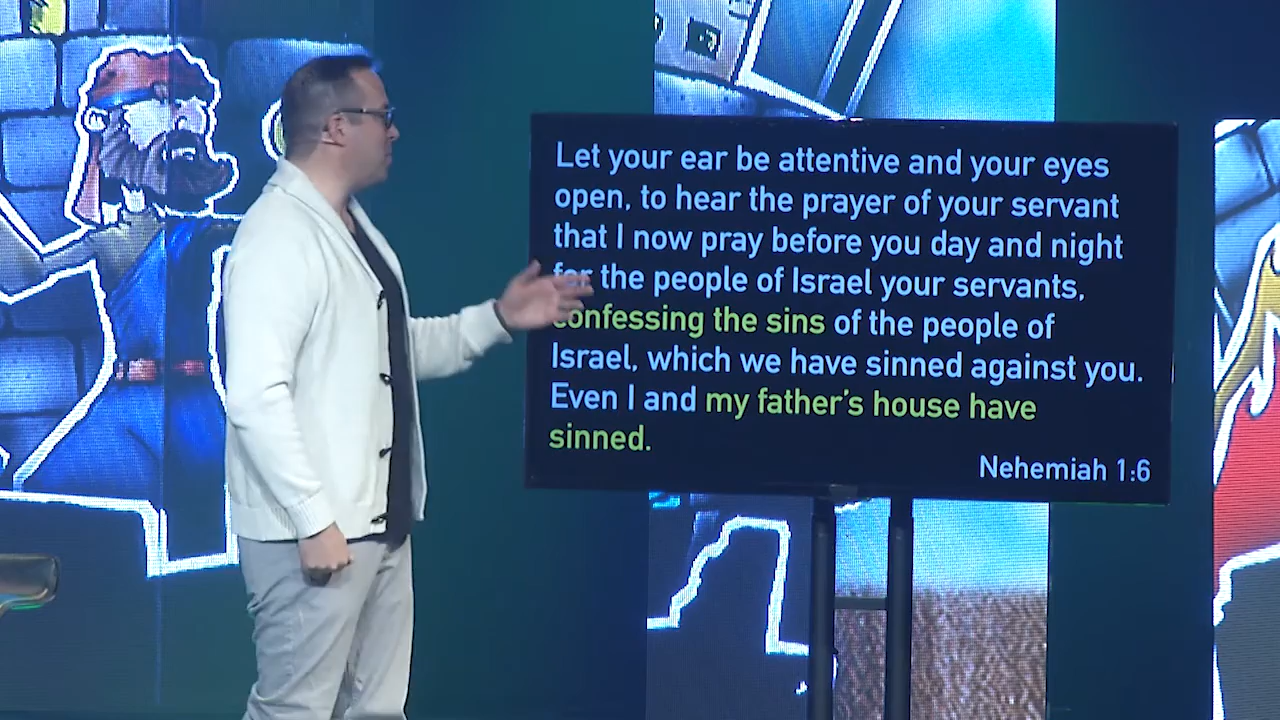 Let your ear be attentive and your eyes
open, to hear the prayer of your servant
that I now pray before you day and night
for the people of Israel your servants,
confessing the sins of the people of
Israel, which we have sinned against you.
Even I and my father's house have
sinned.
Nehemiah 1:6